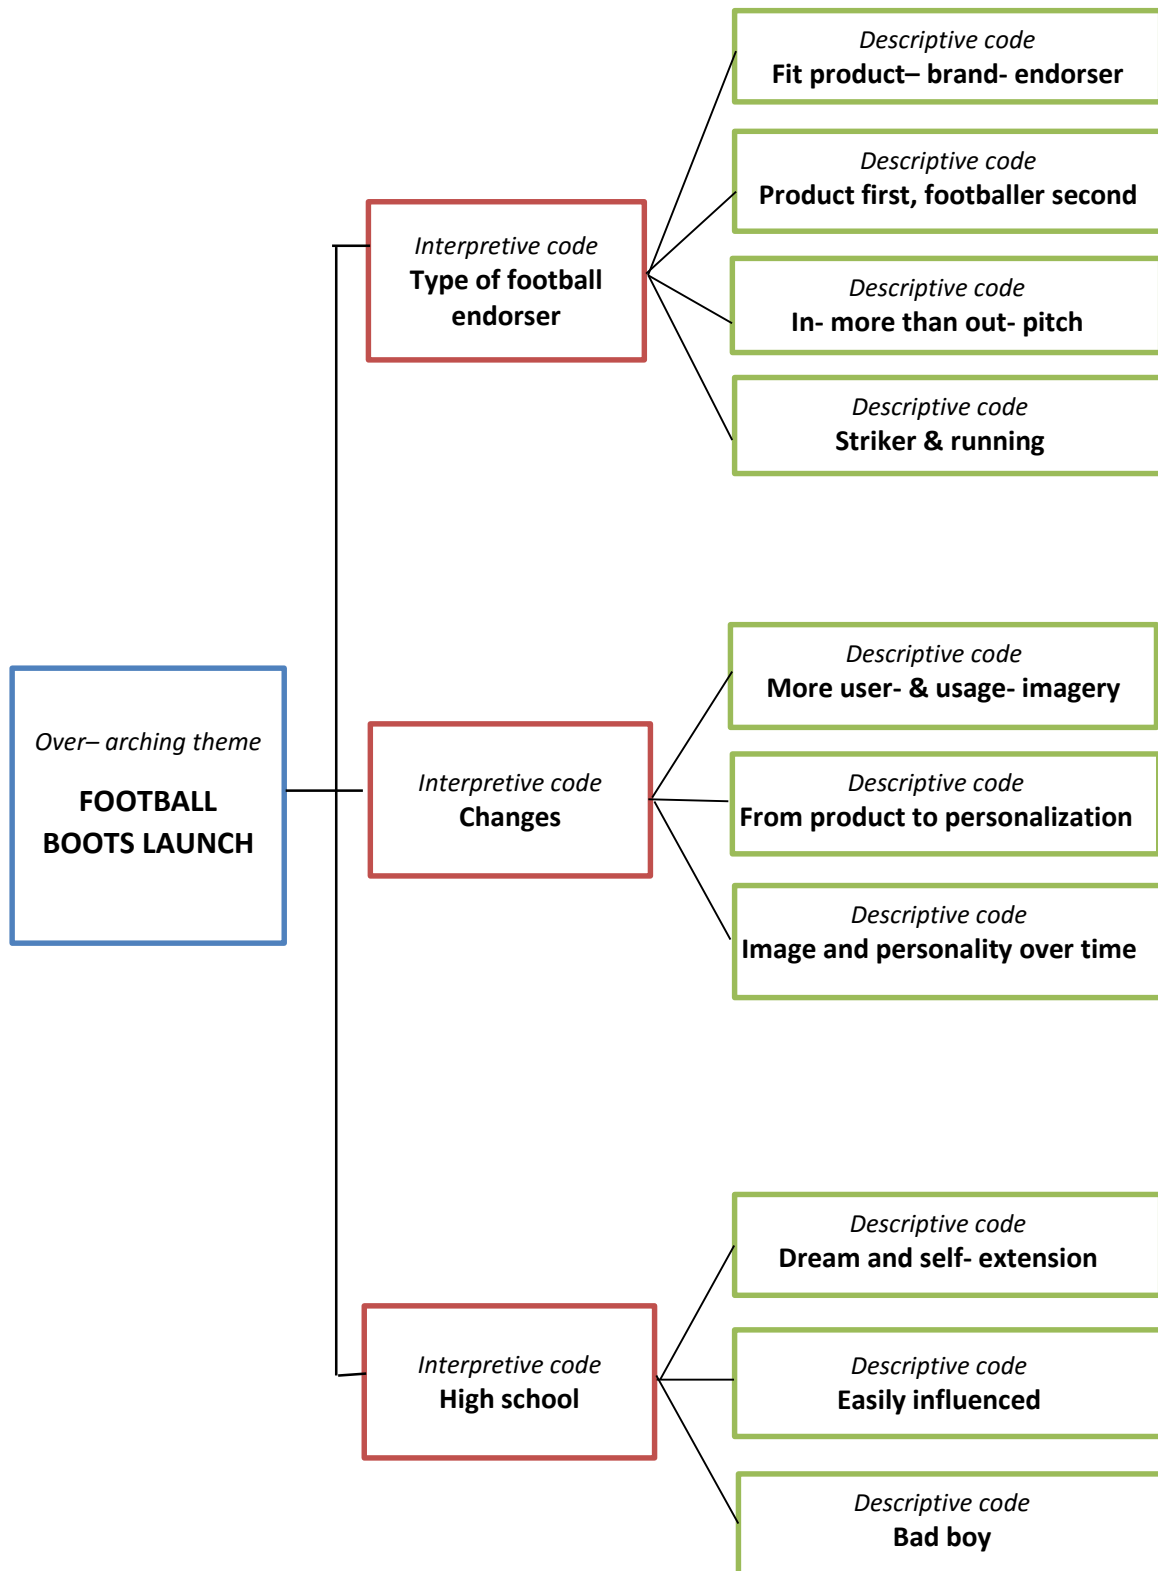 Over– arching theme
FOOTBALL
BOOTS LAUNCH
Interpretive code
Type of football
endorser
Descriptive code
Fit product– brand- endorser
Descriptive code
Product first, footballer second
Descriptive code
In- more than out- pitch
Descriptive code
Striker & running
Interpretive code
Changes
Descriptive code
More user- & usage- imagery
Descriptive code
From product to personalization
Descriptive code
Image and personality over time
Interpretive code
High school
Descriptive code
Dream and self- extension
Descriptive code
Easily influenced
Descriptive code
Bad boy